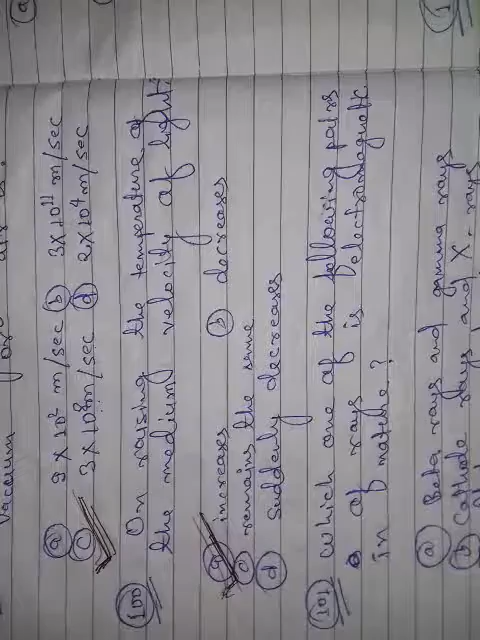 Vacuum
(a) 9 × 10² m/sec (b) 3 × 10¹¹ m/sec
(c) 3 × 10⁸ m/sec (d) 2 × 10⁴ m/sec
(100) On raising the temperature of
the medium velocity of light:
(a) increases (b) decreases
(c) remains the same
(d) Suddenly decreases
(101) Which one of the following pairs
of rays is electromagnetic
in nature?
(a) Beta rays and gamma rays
(b) Cathode rays and X-rays